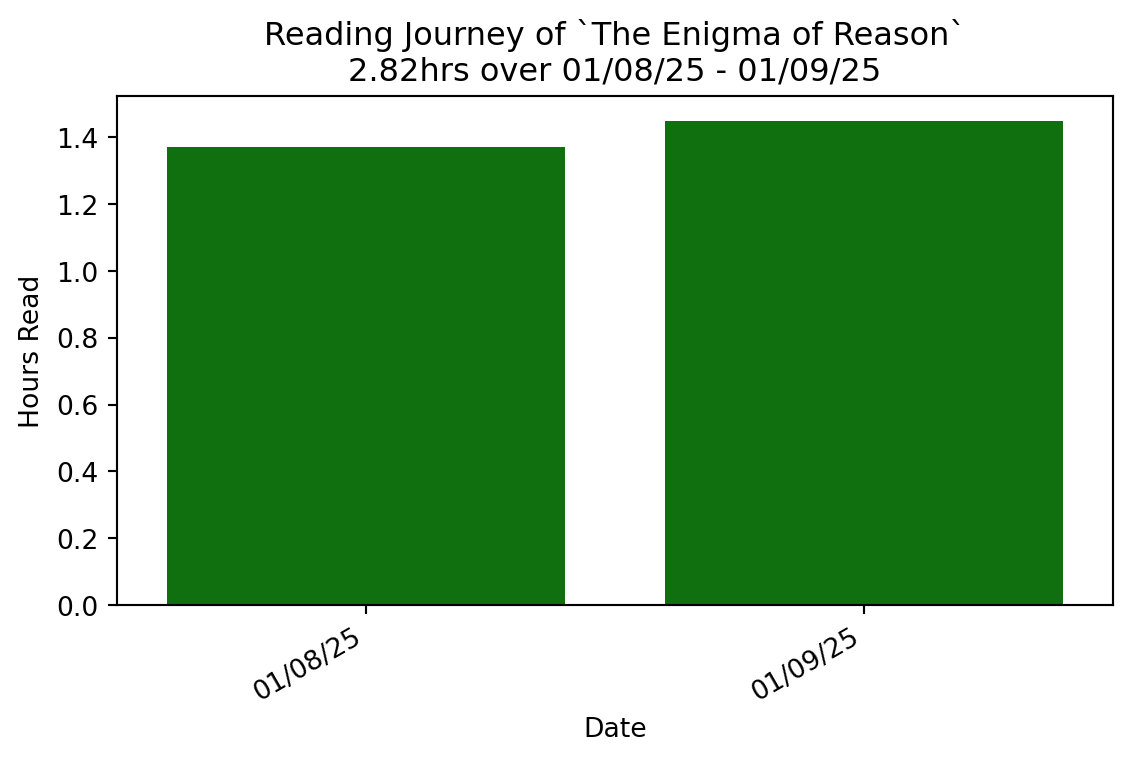 Reading Journey of `The Enigma of Reason`
2.82hrs over 01/08/25 - 01/09/25
Hours Read
1.4
1.2
1.0
0.8
0.6
0.4
0.2
0.0
01/08/25
01/09/25
Date